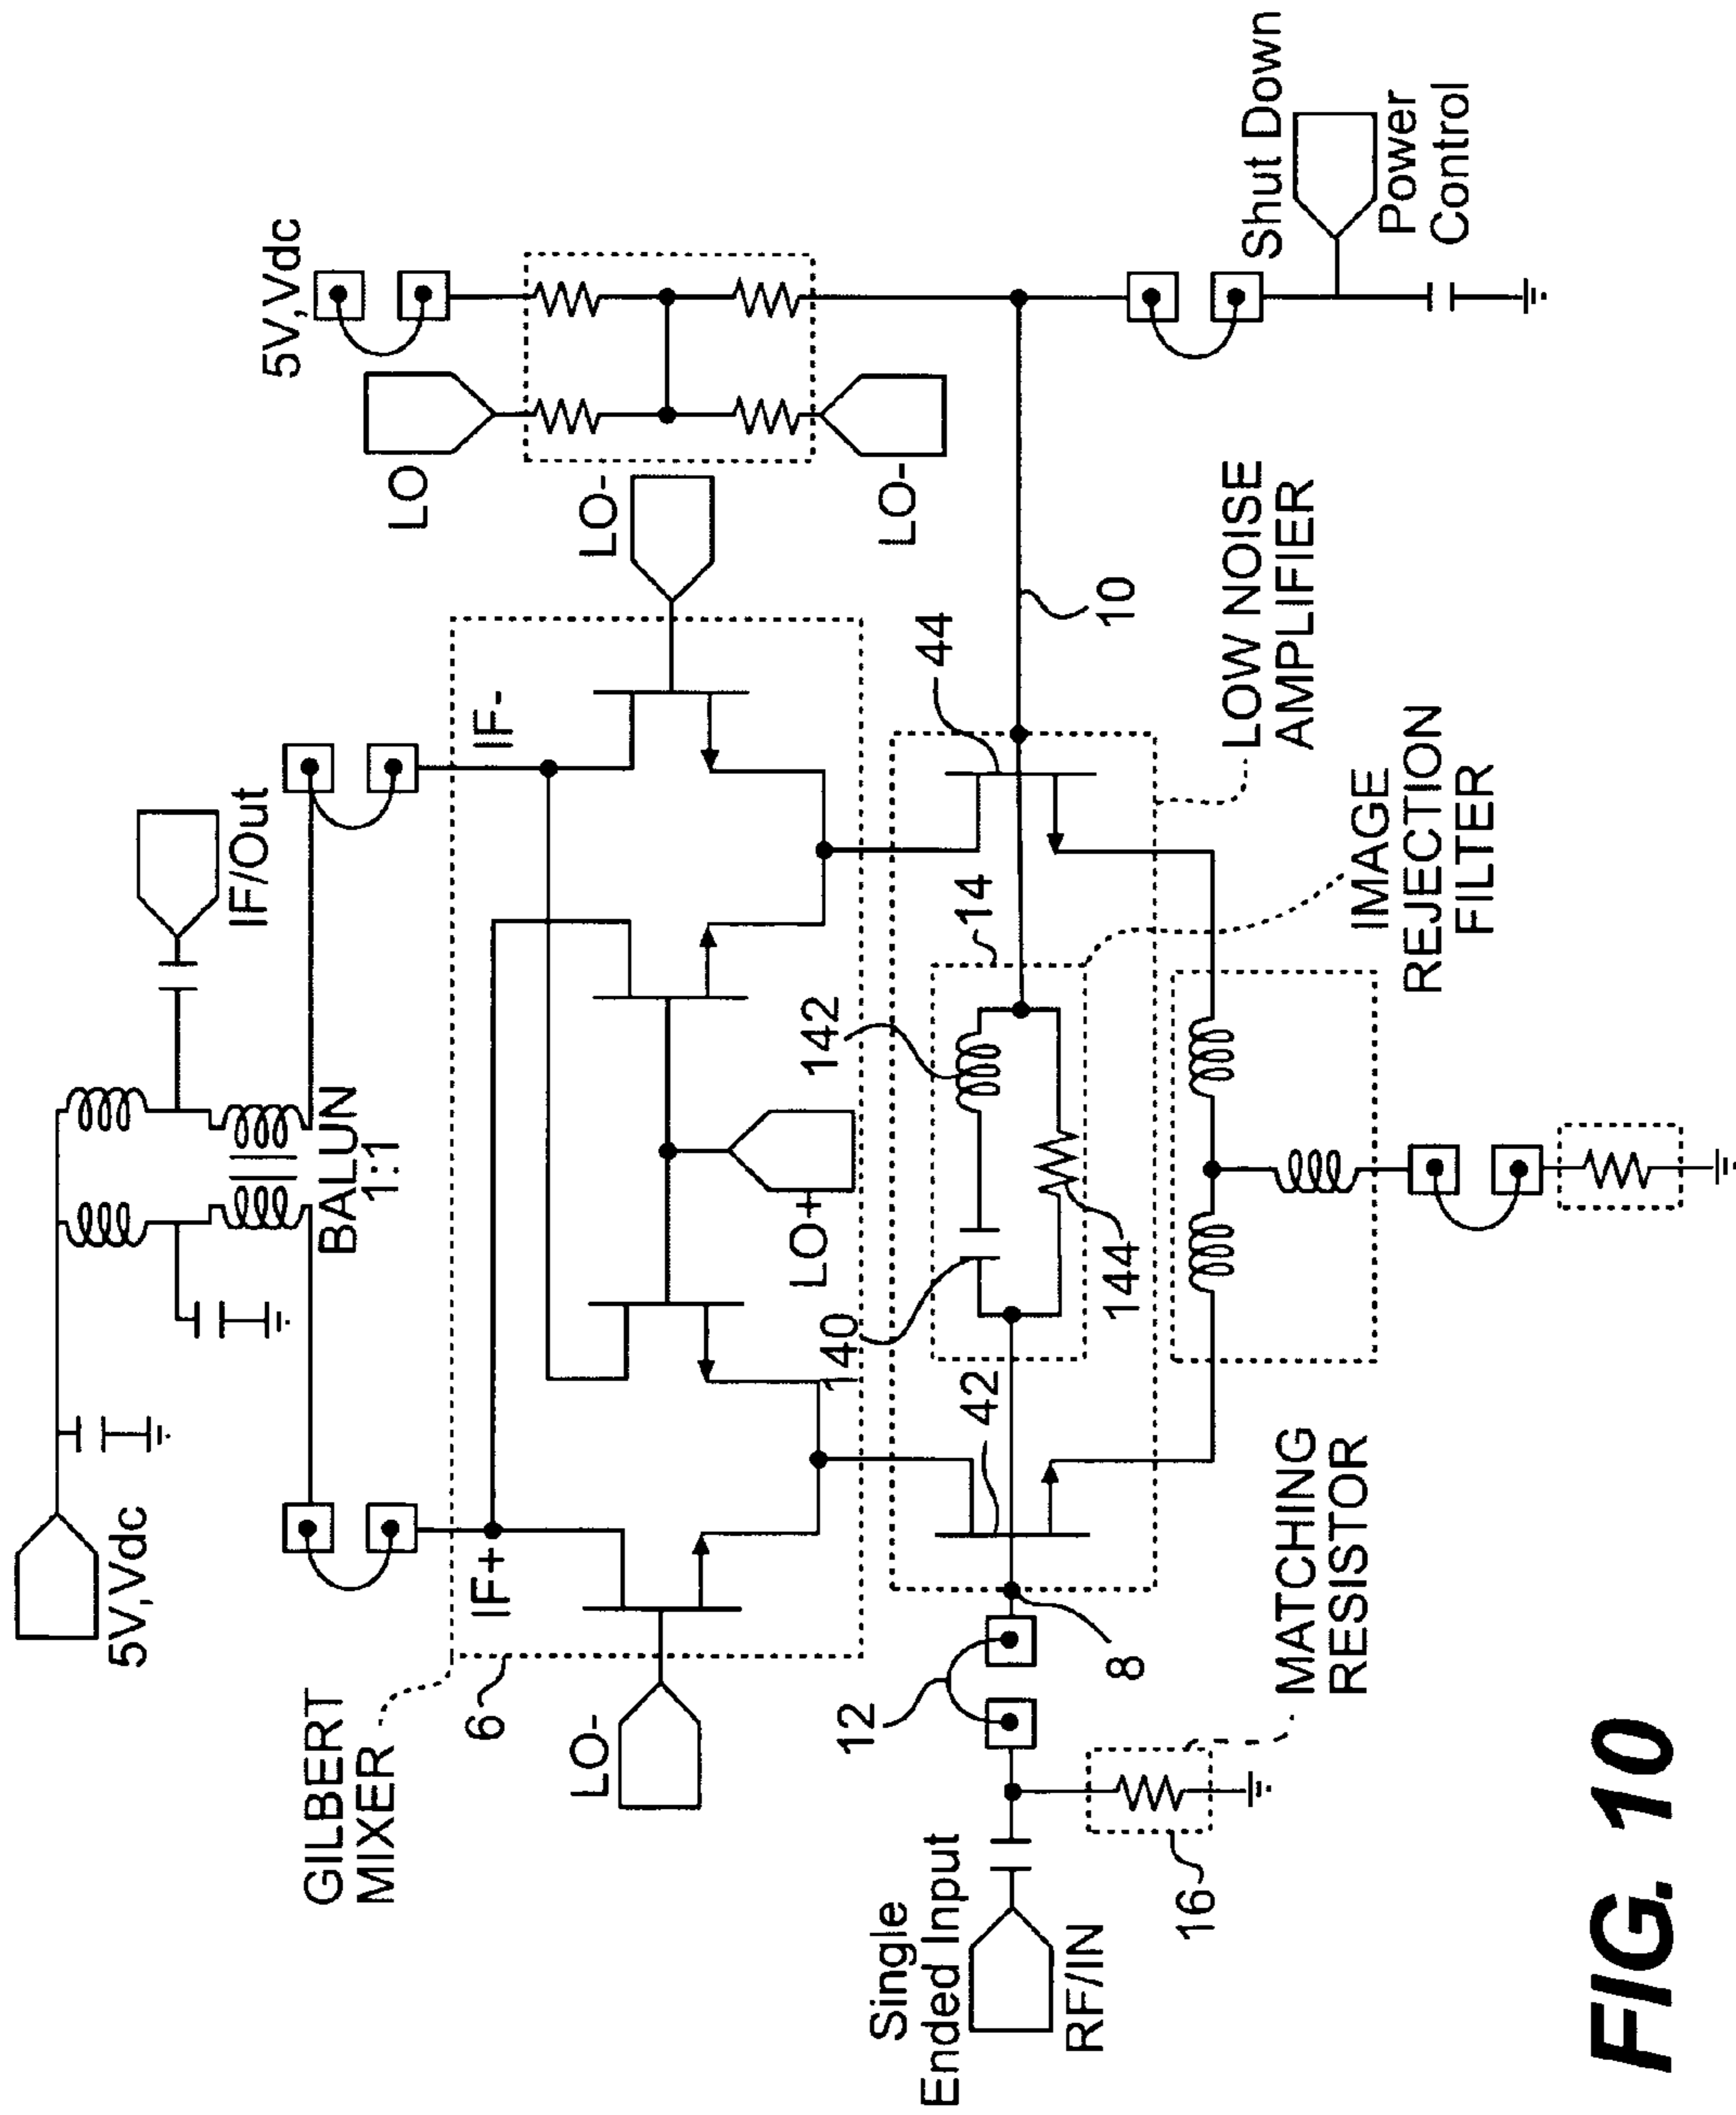 5V,Vdc
IF/Out
BALUN
1:1
5V,Vdc
LO
LO-
LO-
GILBERT
MIXER
6
IF+
IF-
LO-
LO+
Single
Ended Input
RF/IN
12
8
16
MATCHING
RESISTOR
42
140
142
144
14
44
10
LOW NOISE
AMPLIFIER
IMAGE
REJECTION
FILTER
Shut Down
Power
Control
FIG. 10